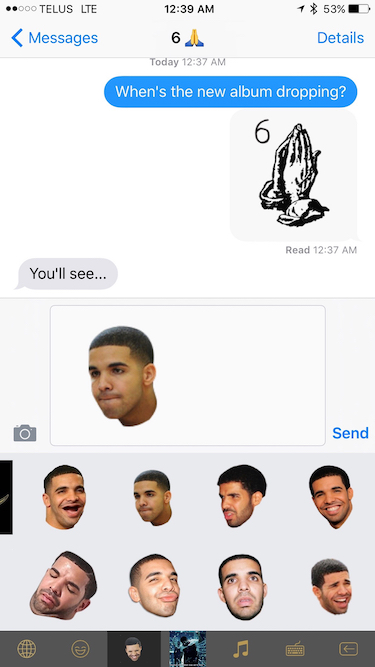 TELUS LTE 12:39 AM 53%
Messages 6 🙏 Details
Today 12:37 AM
When's the new album dropping?
6
Read 12:37 AM
You'll see...
Send